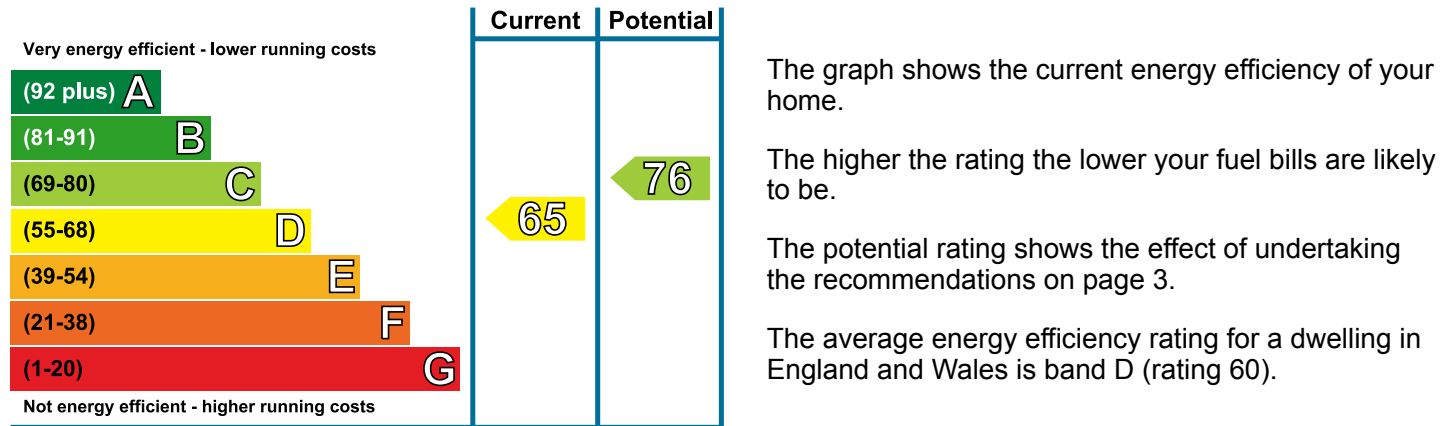 Current Potential
Very energy efficient - lower running costs
(92 plus) A
(81-91) B
(69-80) C
76
(55-68) D
65
(39-54) E
(21-38) F
(1-20) G
Not energy efficient - higher running costs
The graph shows the current energy efficiency of your
home.
The higher the rating the lower your fuel bills are likely
to be.
The potential rating shows the effect of undertaking
the recommendations on page 3.
The average energy efficiency rating for a dwelling in
England and Wales is band D (rating 60).